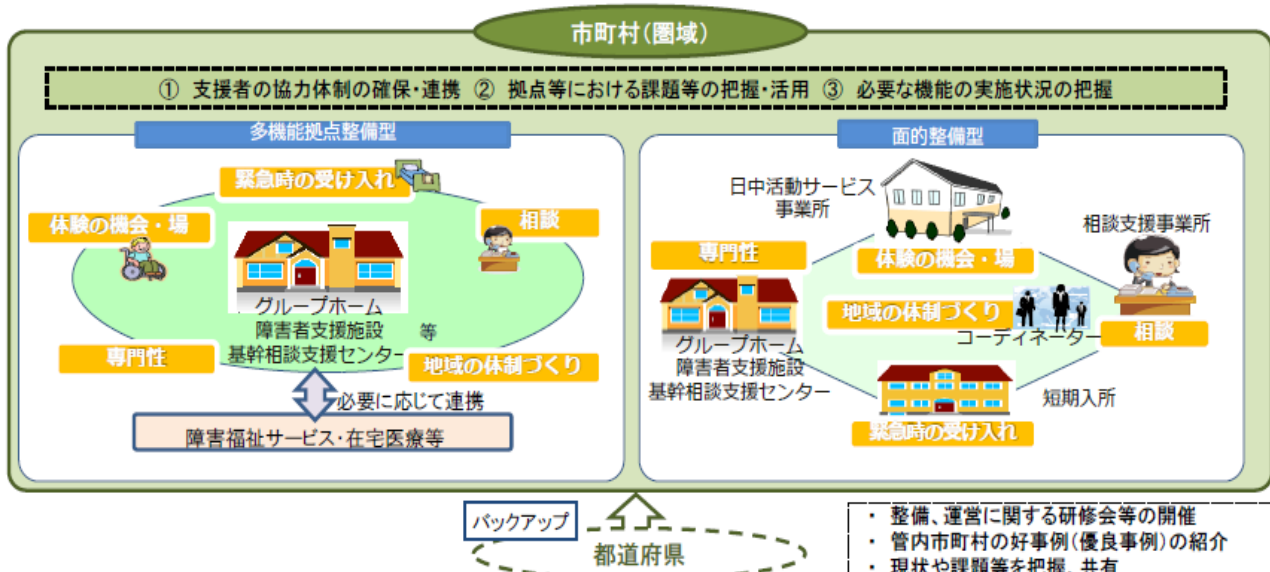 市町村(圏域)
① 支援者の協力体制の確保・連携 ② 拠点等における課題等の把握・活用 ③ 必要な機能の実施状況の把握
多機能拠点整備型
緊急時の受け入れ
体験の機会・場
相談
グループホーム
障害者支援施設 等
基幹相談支援センター
専門性
地域の体制づくり
必要に応じて連携
障害福祉サービス・在宅医療等
面的整備型
日中活動サービス
事業所
相談支援事業所
専門性
体験の機会・場
地域の体制づくり
コーディネーター
相談
グループホーム
障害者支援施設
基幹相談支援センター
短期入所
緊急時の受け入れ
バックアップ
都道府県
・ 整備、運営に関する研修会等の開催
・ 管内市町村の好事例(優良事例)の紹介
・ 現状や課題等を把握、共有